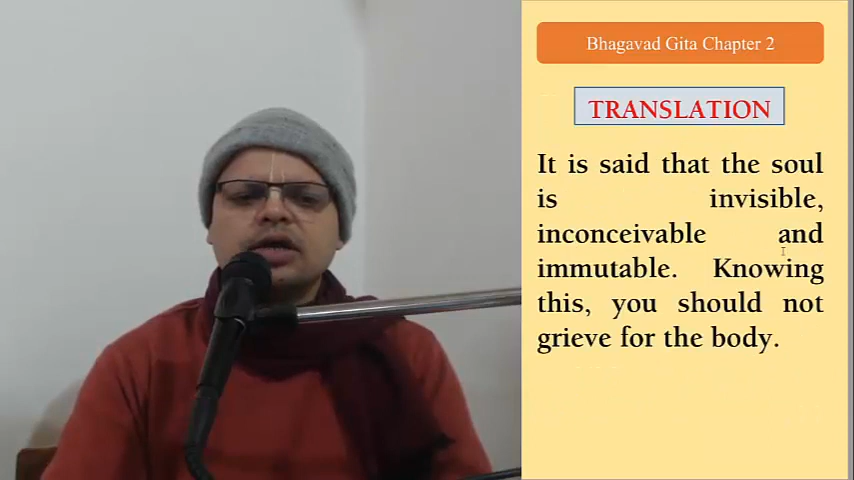 Bhagavad Gita Chapter 2
TRANSLATION
It is said that the soul
is invisible,
inconceivable and
immutable. Knowing
this, you should not
grieve for the body.